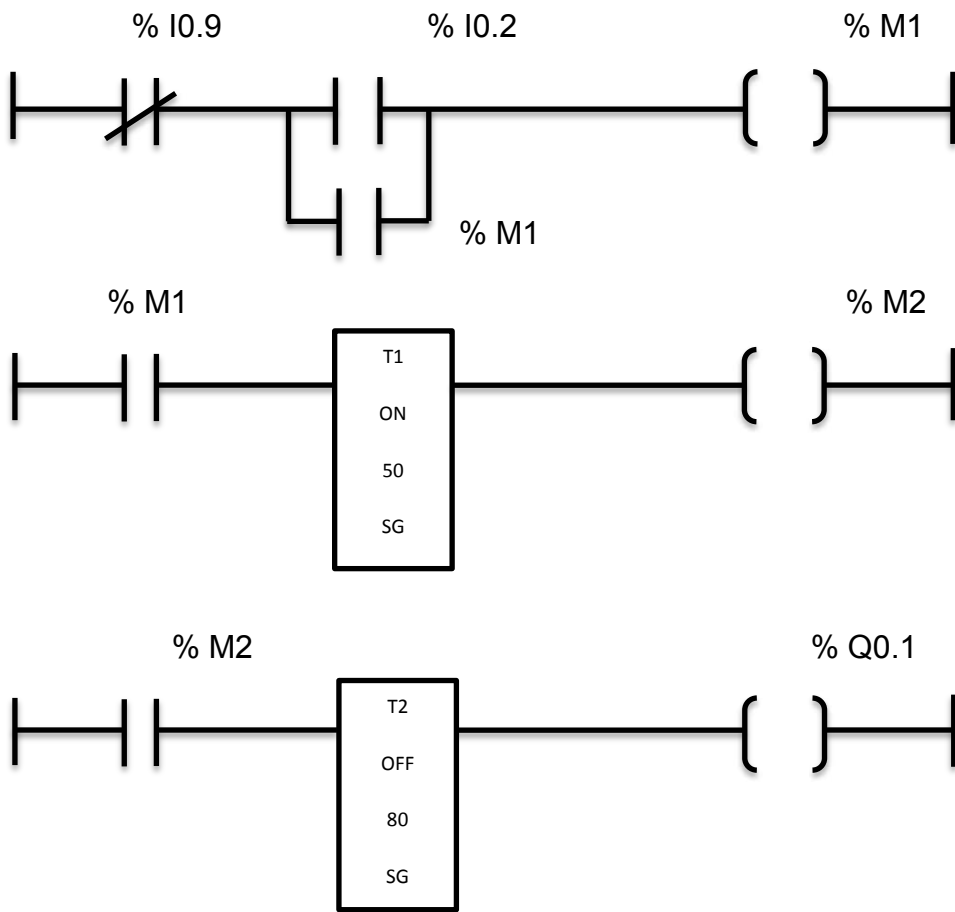 % I0.9 % I0.2 % M1
% M1
% M1 % M2
T1
ON
50
SG
% M2 % Q0.1
T2
OFF
80
SG